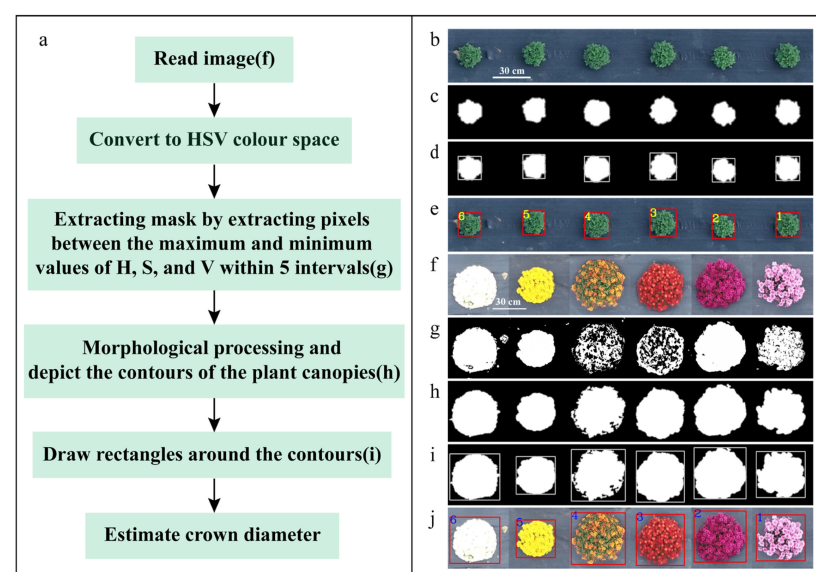 a
Read image(f)
Convert to HSV colour space
Extracting mask by extracting pixels
between the maximum and minimum
values of H, S, and V within 5 intervals(g)
Morphological processing and
depict the contours of the plant canopies(h)
Draw rectangles around the contours(i)
Estimate crown diameter
b
30 cm
c
d
e
6 5 4 3 2 1
f
30 cm
g
h
i
j
6 5 4 3 2 1